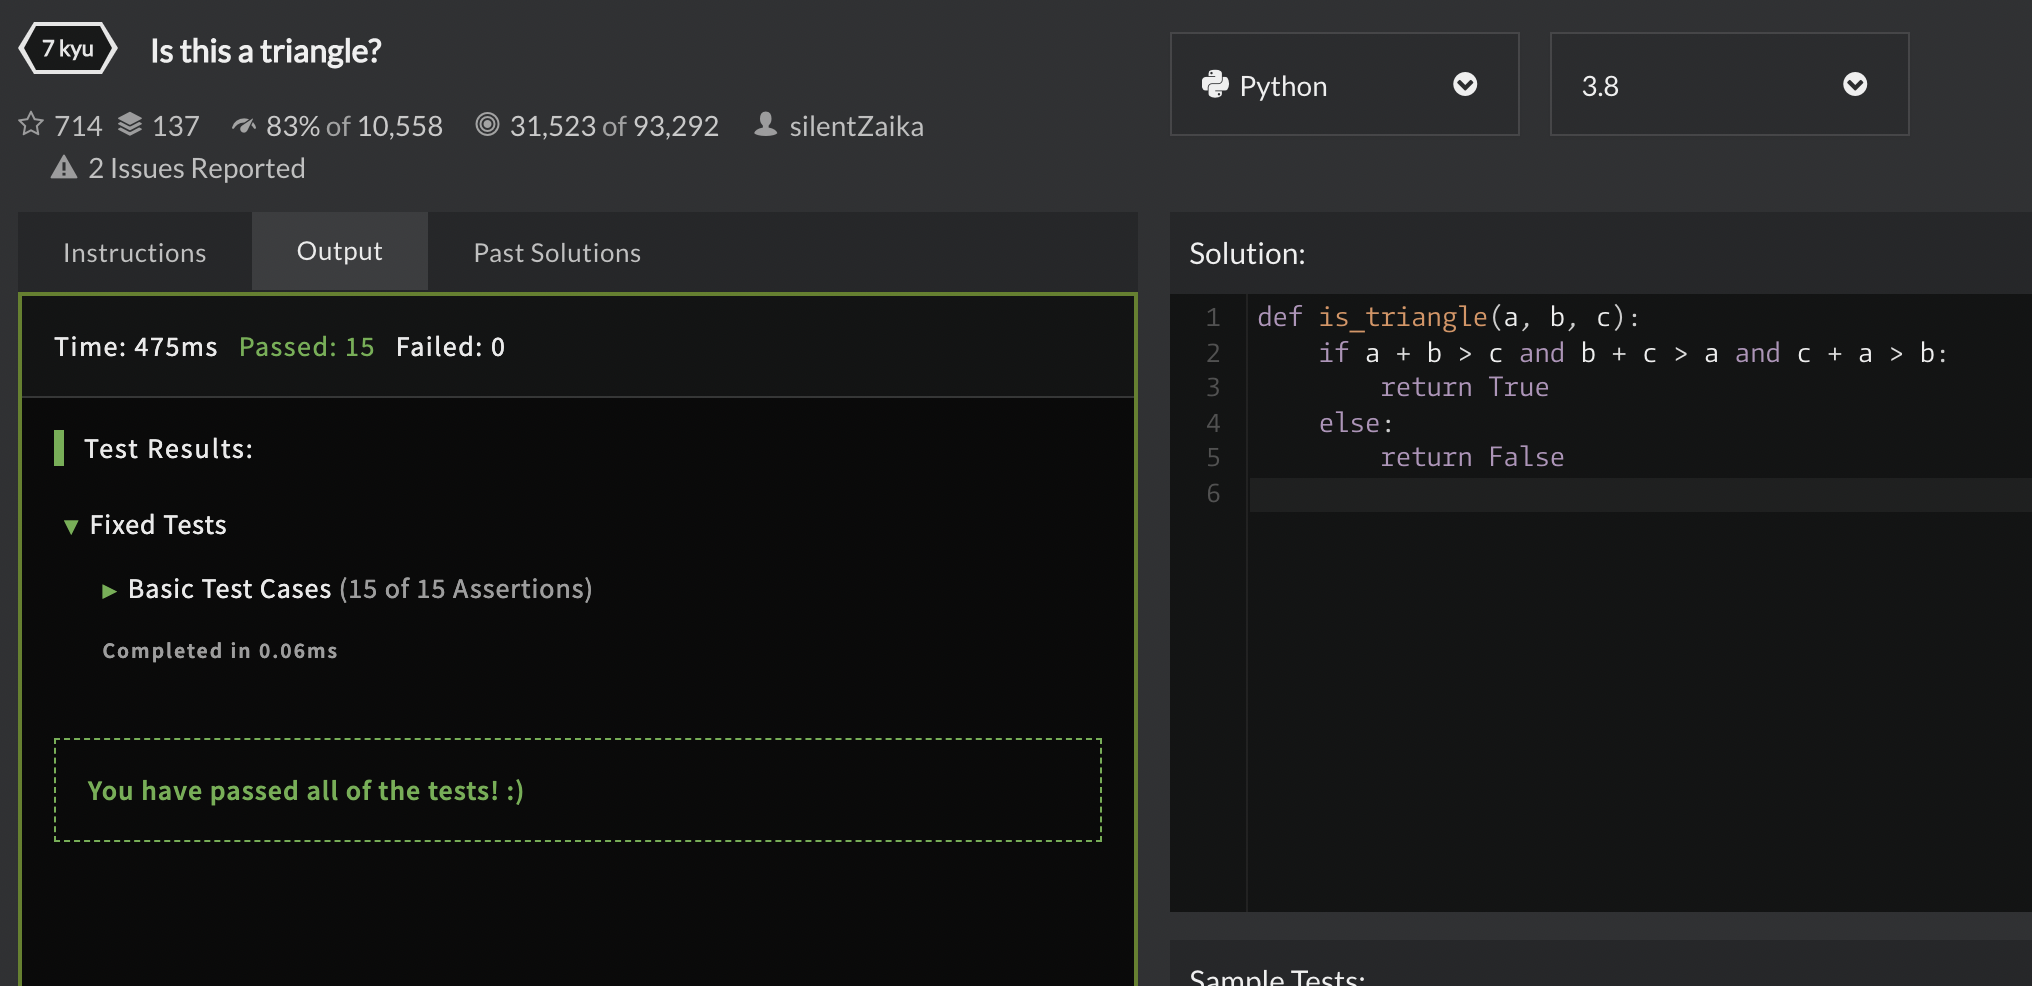 7 kyu
Is this a triangle?
714 137 83% of 10,558 31,523 of 93,292 silentZaika
2 Issues Reported
Python
3.8
Instructions
Output
Past Solutions
Time: 475ms Passed: 15 Failed: 0
Test Results:
▼ Fixed Tests
▶ Basic Test Cases (15 of 15 Assertions)
Completed in 0.06ms
You have passed all of the tests! :)
Solution:
1 def is_triangle(a, b, c):
2     if a + b > c and b + c > a and c + a > b:
3         return True
4     else:
5         return False
6
Sample Tests: